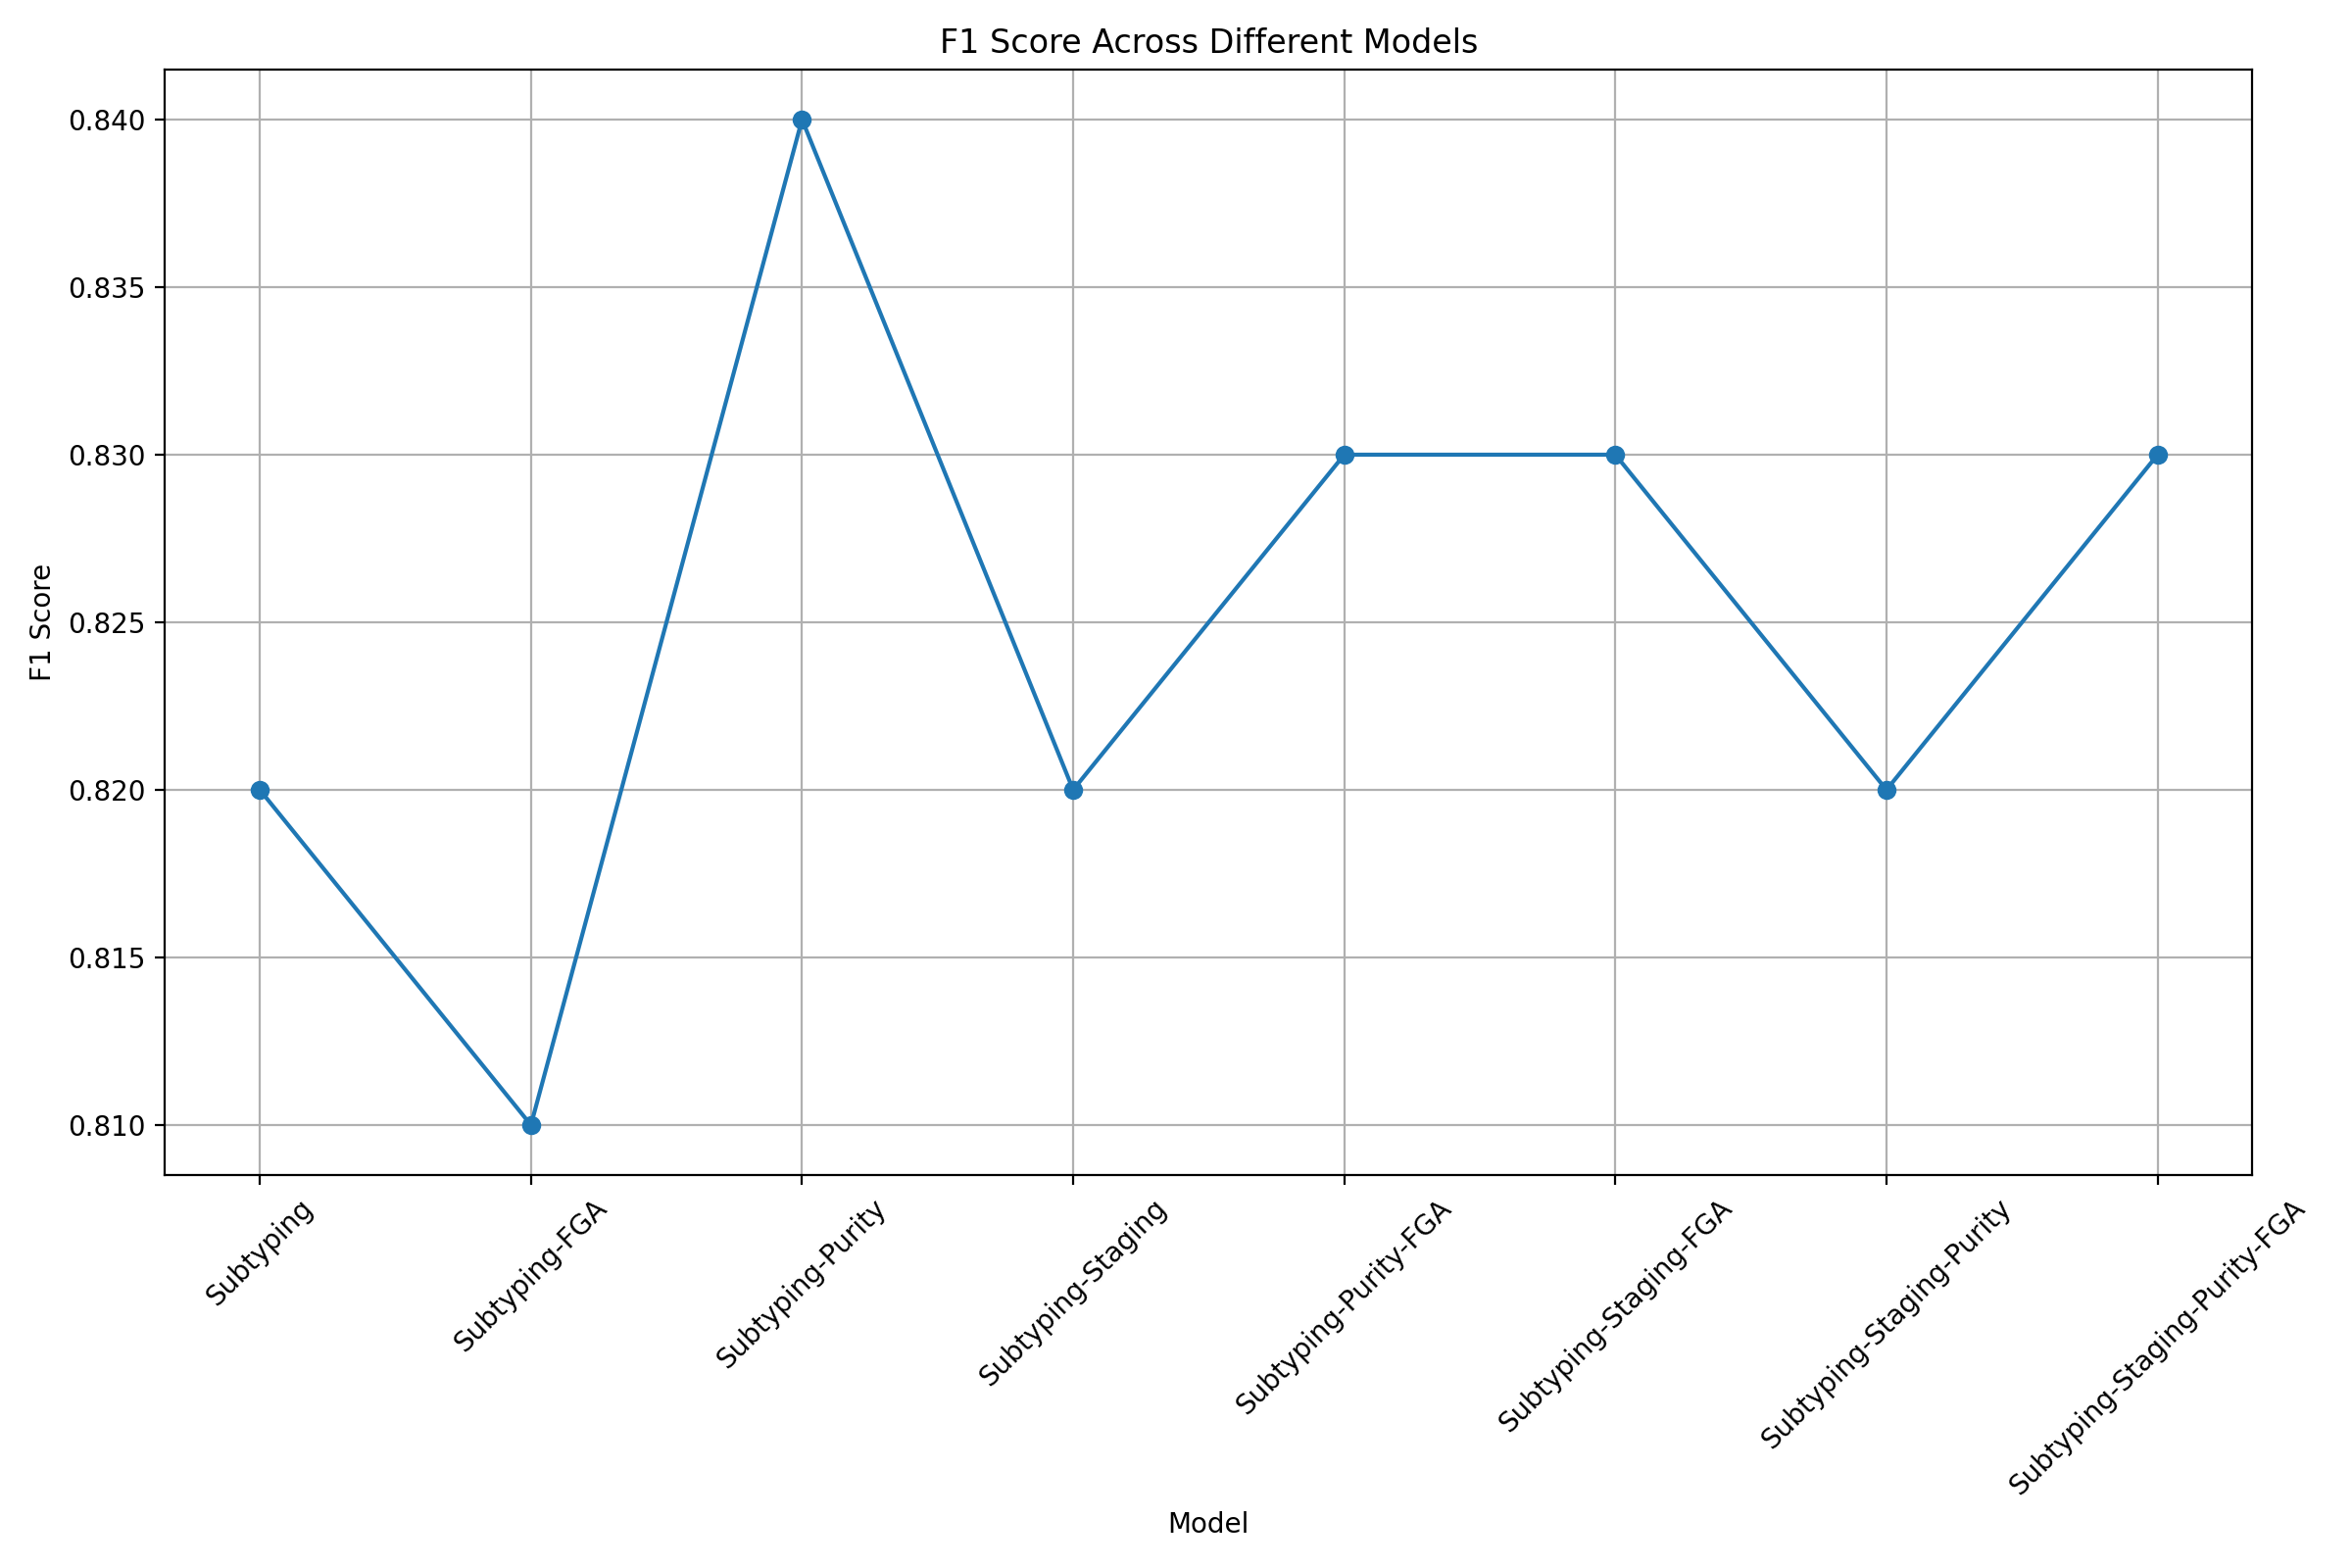 F1 Score Across Different Models
0.840
0.835
0.830
0.825
0.820
0.815
0.810
F1 Score
Subtyping
Subtyping-FGA
Subtyping-Purity
Subtyping-Staging
Subtyping-Purity-FGA
Subtyping-Staging-FGA
Subtyping-Staging-Purity
Subtyping-Staging-Purity-FGA
Model